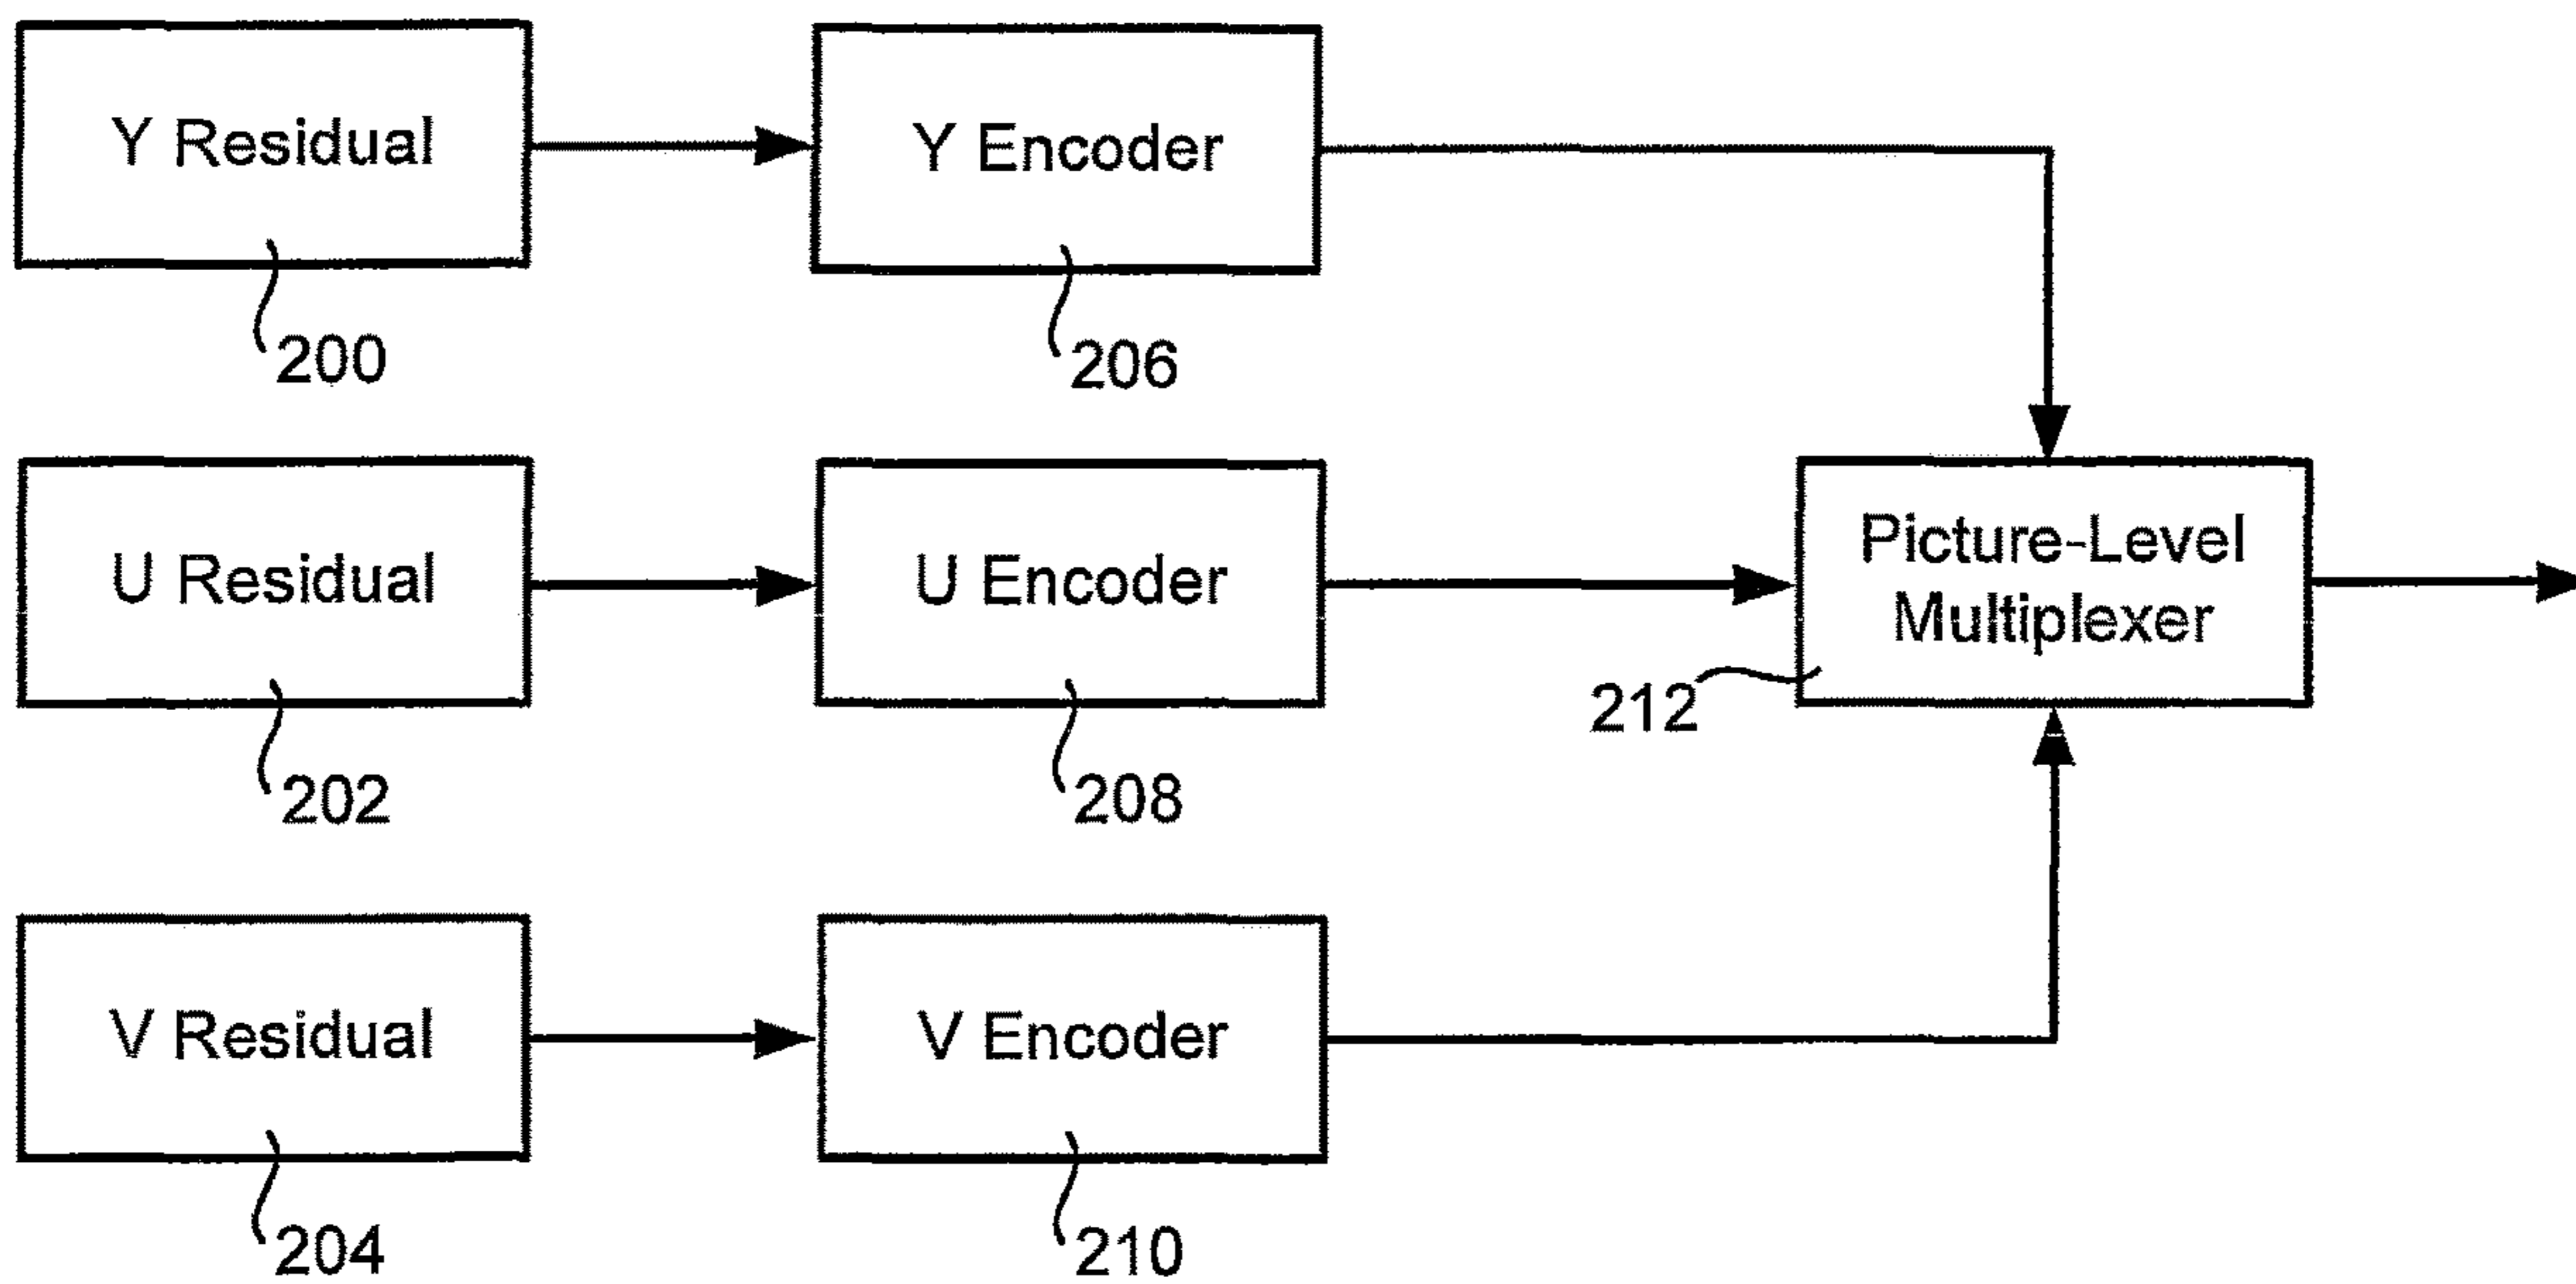 Y Residual
Y Encoder
200
206
U Residual
U Encoder
Picture-Level
Multiplexer
212
202
208
V Residual
V Encoder
204
210